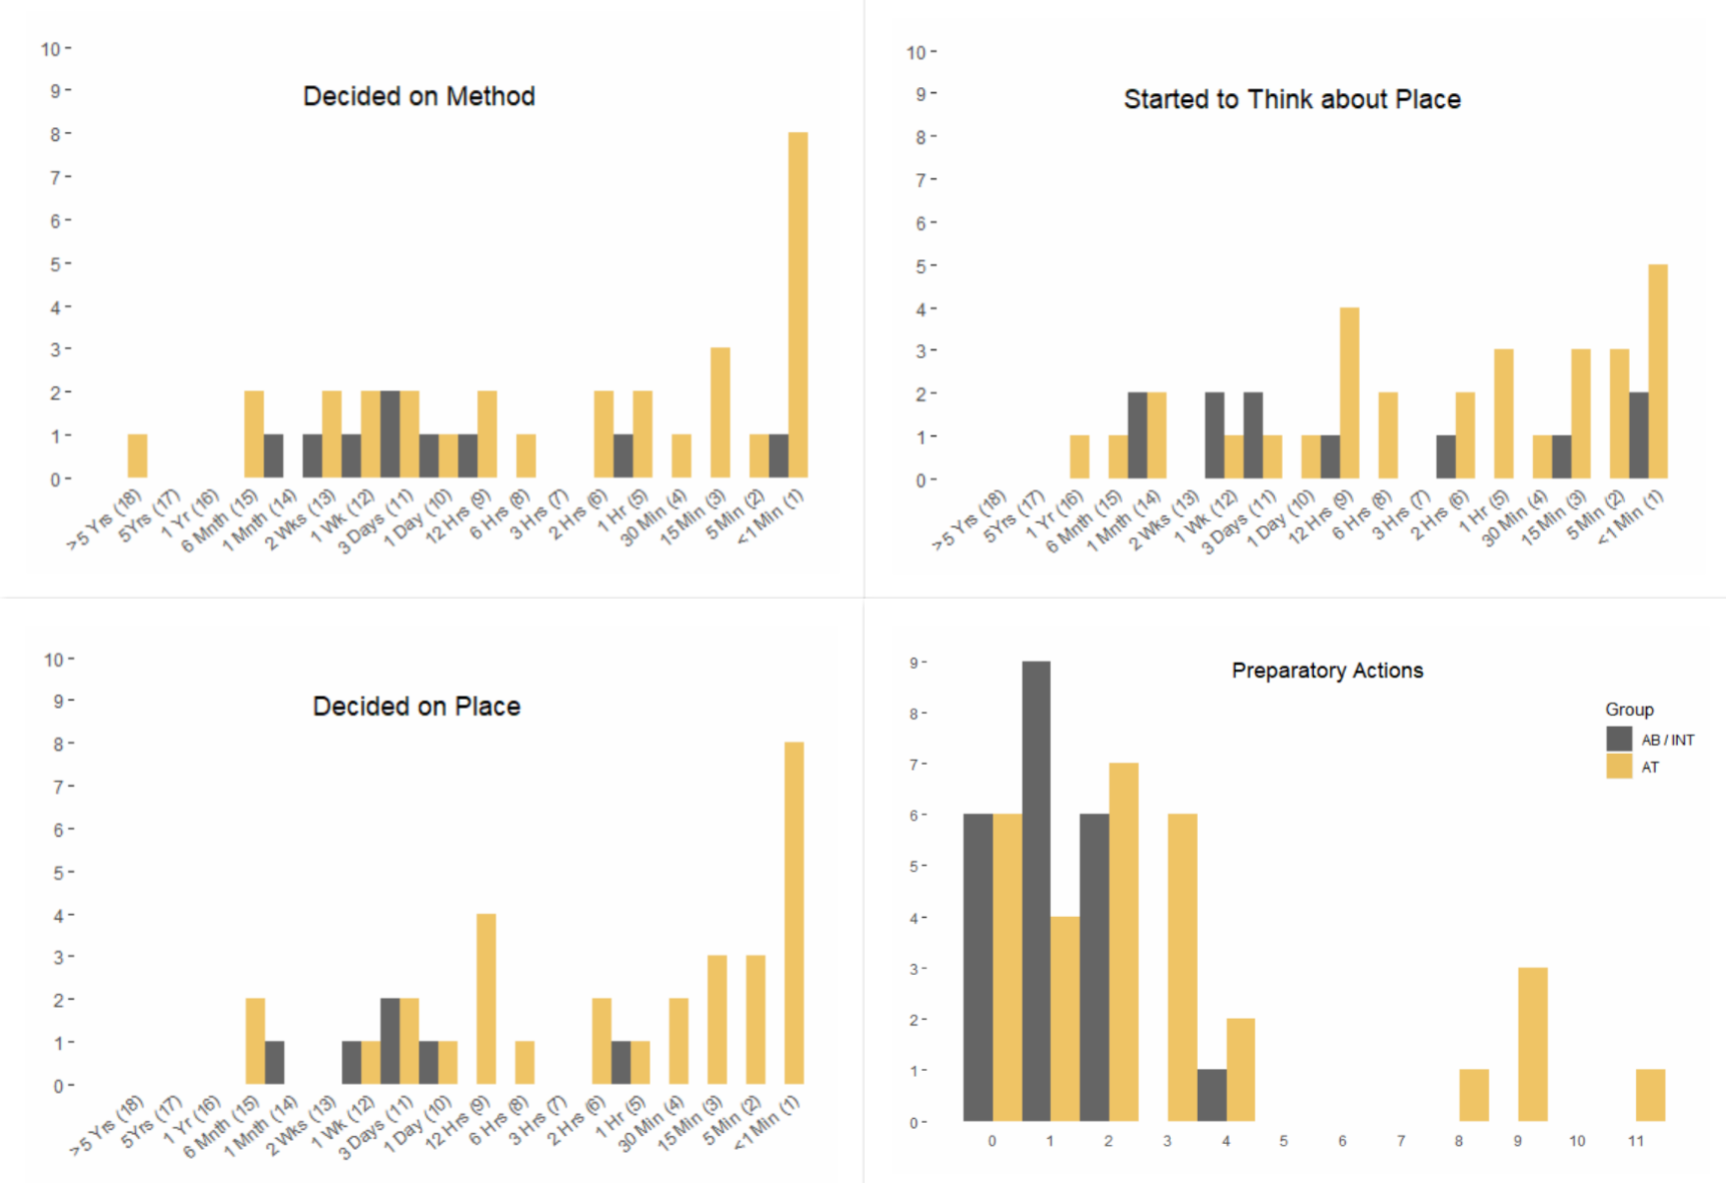 Decided on Method
10
9
8
7
6
5
4
3
2
1
0
>5 Yrs (18)
5Yrs (17)
1 Yr (16)
6 Mnth (15)
1 Mnth (14)
2 Wks (13)
1 Wk (12)
3 Days (11)
1 Day (10)
12 Hrs (9)
6 Hrs (8)
3 Hrs (7)
2 Hrs (6)
1 Hr (5)
30 Min (4)
15 Min (3)
5 Min (2)
<1 Min (1)
Started to Think about Place
10
9
8
7
6
5
4
3
2
1
0
>5 Yrs (18)
5Yrs (17)
1 Yr (16)
6 Mnth (15)
1 Mnth (14)
2 Wks (13)
1 Wk (12)
3 Days (11)
1 Day (10)
12 Hrs (9)
6 Hrs (8)
3 Hrs (7)
2 Hrs (6)
1 Hr (5)
30 Min (4)
15 Min (3)
5 Min (2)
<1 Min (1)
Decided on Place
10
9
8
7
6
5
4
3
2
1
0
>5 Yrs (18)
5Yrs (17)
1 Yr (16)
6 Mnth (15)
1 Mnth (14)
2 Wks (13)
1 Wk (12)
3 Days (11)
1 Day (10)
12 Hrs (9)
6 Hrs (8)
3 Hrs (7)
2 Hrs (6)
1 Hr (5)
30 Min (4)
15 Min (3)
5 Min (2)
<1 Min (1)
Preparatory Actions
Group
AB / INT
AT
9
8
7
6
5
4
3
2
1
0
0 1 2 3 4 5 6 7 8 9 10 11